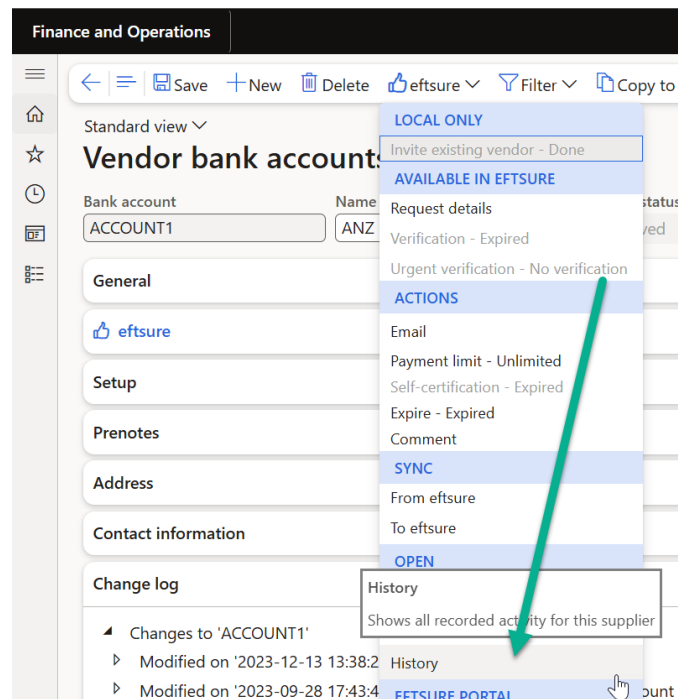 Finance and Operations
Save New Delete eftsure Filter Copy to
Standard view
Vendor bank accounts
Bank account Name
ACCOUNT1 ANZ
General
eftsure
Setup
Prenotes
Address
Contact information
Change log
Changes to 'ACCOUNT1'
Modified on '2023-12-13 13:38:2
Modified on '2023-09-28 17:43:4
LOCAL ONLY
Invite existing vendor - Done
AVAILABLE IN EFTSURE
Request details
Verification - Expired
Urgent verification - No verification
ACTIONS
Email
Payment limit - Unlimited
Self-certification - Expired
Expire - Expired
Comment
SYNC
From eftsure
To eftsure
OPEN
History
Shows all recorded activity for this supplier
History
EFTSURE PORTAL
status
ved
ount